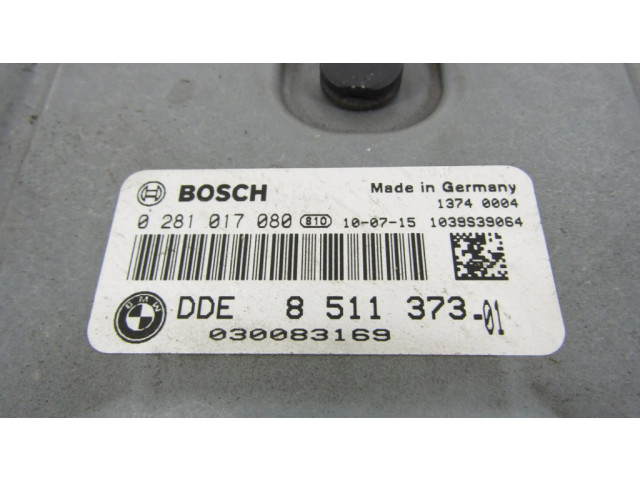 BOSCH Made in Germany
1374 0004
0 281 017 080 810 10-07-15 1039S39064
BMW DDE 8 511 373-01
030083169